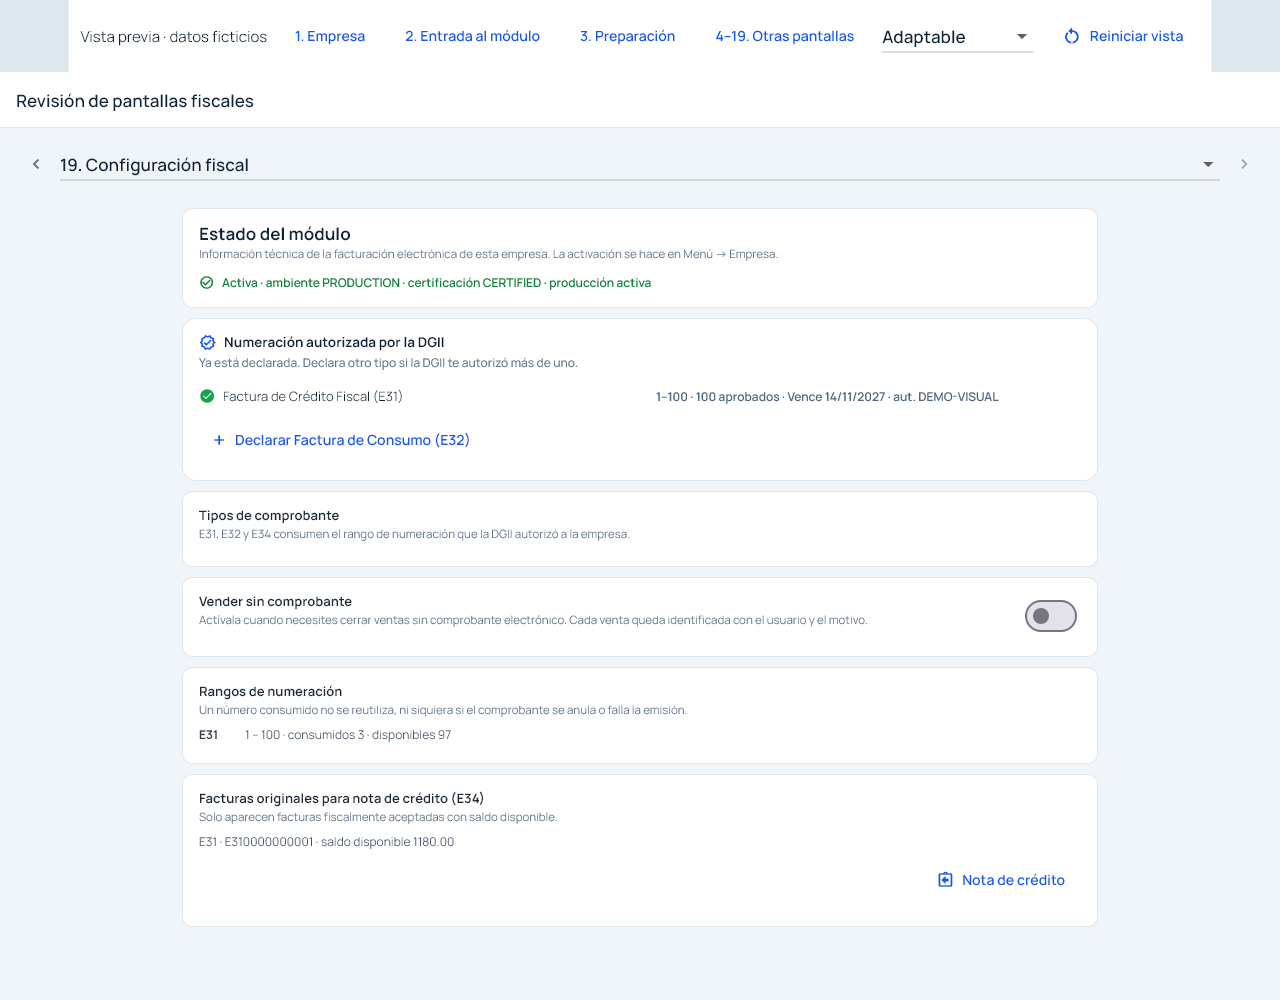 Vista previa · datos ficticios
1. Empresa
2. Entrada al módulo
3. Preparación
4–19. Otras pantallas
Adaptable
Reiniciar vista
Revisión de pantallas fiscales
19. Configuración fiscal
Estado del módulo
Información técnica de la facturación electrónica de esta empresa. La activación se hace en Menú → Empresa.
Activa · ambiente PRODUCTION · certificación CERTIFIED · producción activa
Numeración autorizada por la DGII
Ya está declarada. Declara otro tipo si la DGII te autorizó más de uno.
Factura de Crédito Fiscal (E31)
1–100 · 100 aprobados · Vence 14/11/2027 · aut. DEMO-VISUAL
+ Declarar Factura de Consumo (E32)
Tipos de comprobante
E31, E32 y E34 consumen el rango de numeración que la DGII autorizó a la empresa.
Vender sin comprobante
Actívala cuando necesites cerrar ventas sin comprobante electrónico. Cada venta queda identificada con el usuario y el motivo.
Rangos de numeración
Un número consumido no se reutiliza, ni siquiera si el comprobante se anula o falla la emisión.
E31 1 – 100 · consumidos 3 · disponibles 97
Facturas originales para nota de crédito (E34)
Solo aparecen facturas fiscalmente aceptadas con saldo disponible.
E31 · E310000000001 · saldo disponible 1180.00
Nota de crédito